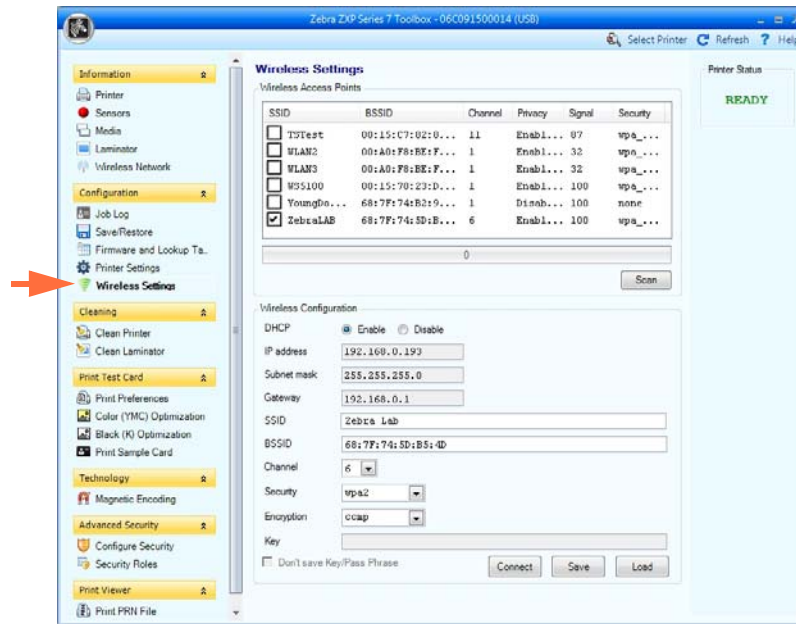 Zebra ZXP Series 7 Toolbox - 06C091500014 (USB)
Select Printer Refresh ? Help
Information
Printer
Sensors
Media
Laminator
Wireless Network
Configuration
Job Log
Save/Restore
Firmware and Lookup Ta..
Printer Settings
Wireless Settings
Cleaning
Clean Printer
Clean Laminator
Print Test Card
Print Preferences
Color (YMC) Optimization
Black (K) Optimization
Print Sample Card
Technology
Magnetic Encoding
Advanced Security
Configure Security
Security Roles
Print Viewer
Print PRN File
Wireless Settings
Wireless Access Points
SSID BSSID Channel Privacy Signal Security
TSTest 00:15:C7:02:0... 11 Enabl... 87 wpa_...
WLAN2 00:A0:F8:BE:F... 1 Enabl... 32 wpa_...
WLAN3 00:A0:F8:BE:F... 1 Enabl... 32 wpa_...
WS5100 00:15:70:23:D... 1 Enabl... 100 wpa_...
YoungDo... 68:7F:74:B2:9... 1 Disab... 100 none
ZebraLAB 68:7F:74:5D:B... 6 Enabl... 100 wpa_...
0
Scan
Wireless Configuration
DHCP Enable Disable
IP address 192.168.0.193
Subnet mask 255.255.255.0
Gateway 192.168.0.1
SSID Zebra Lab
BSSID 68:7F:74:5D:B5:4D
Channel 6
Security wpa2
Encryption ccmp
Key
Don't save Key/Pass Phrase
Connect Save Load
Printer Status
READY